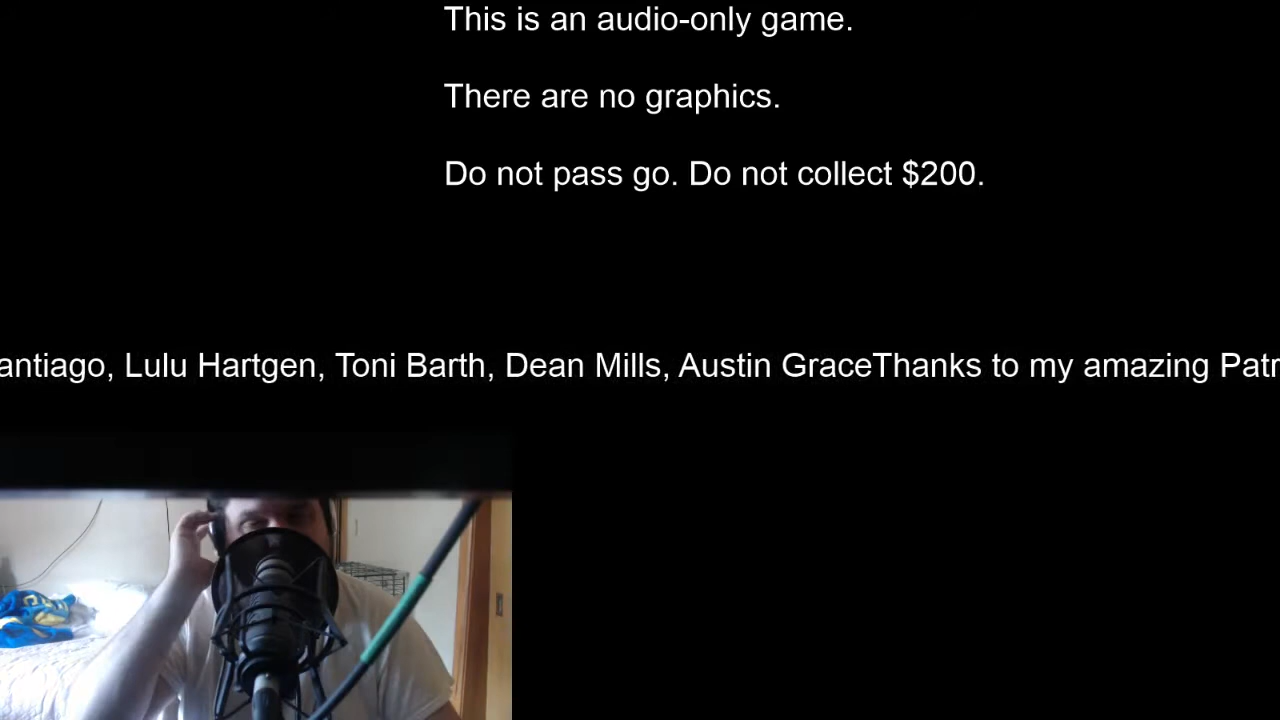 This is an audio-only game.
There are no graphics.
Do not pass go. Do not collect $200.
antiago, Lulu Hartgen, Toni Barth, Dean Mills, Austin GraceThanks to my amazing Patr